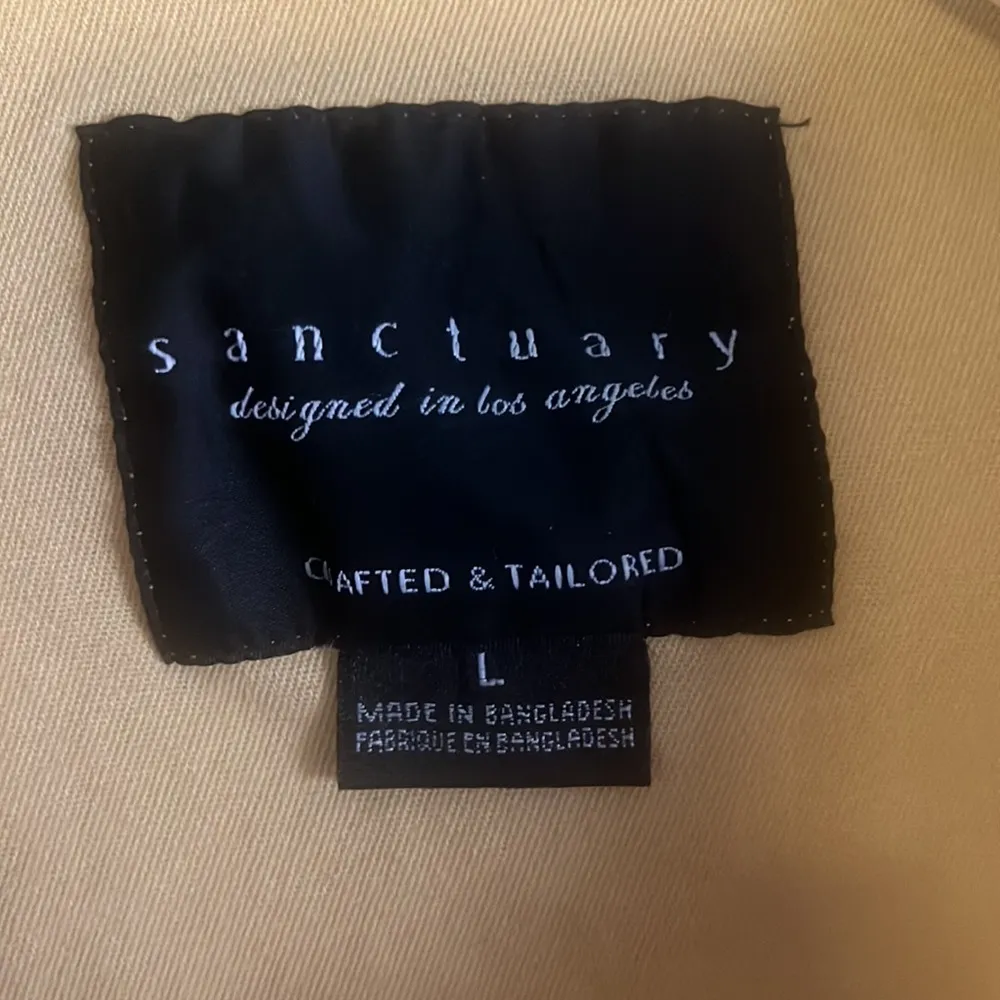 sanctuary
designed in los angeles
CRAFTED & TAILORED
L
MADE IN BANGLADESH
FABRIQUE EN BANGLADESH